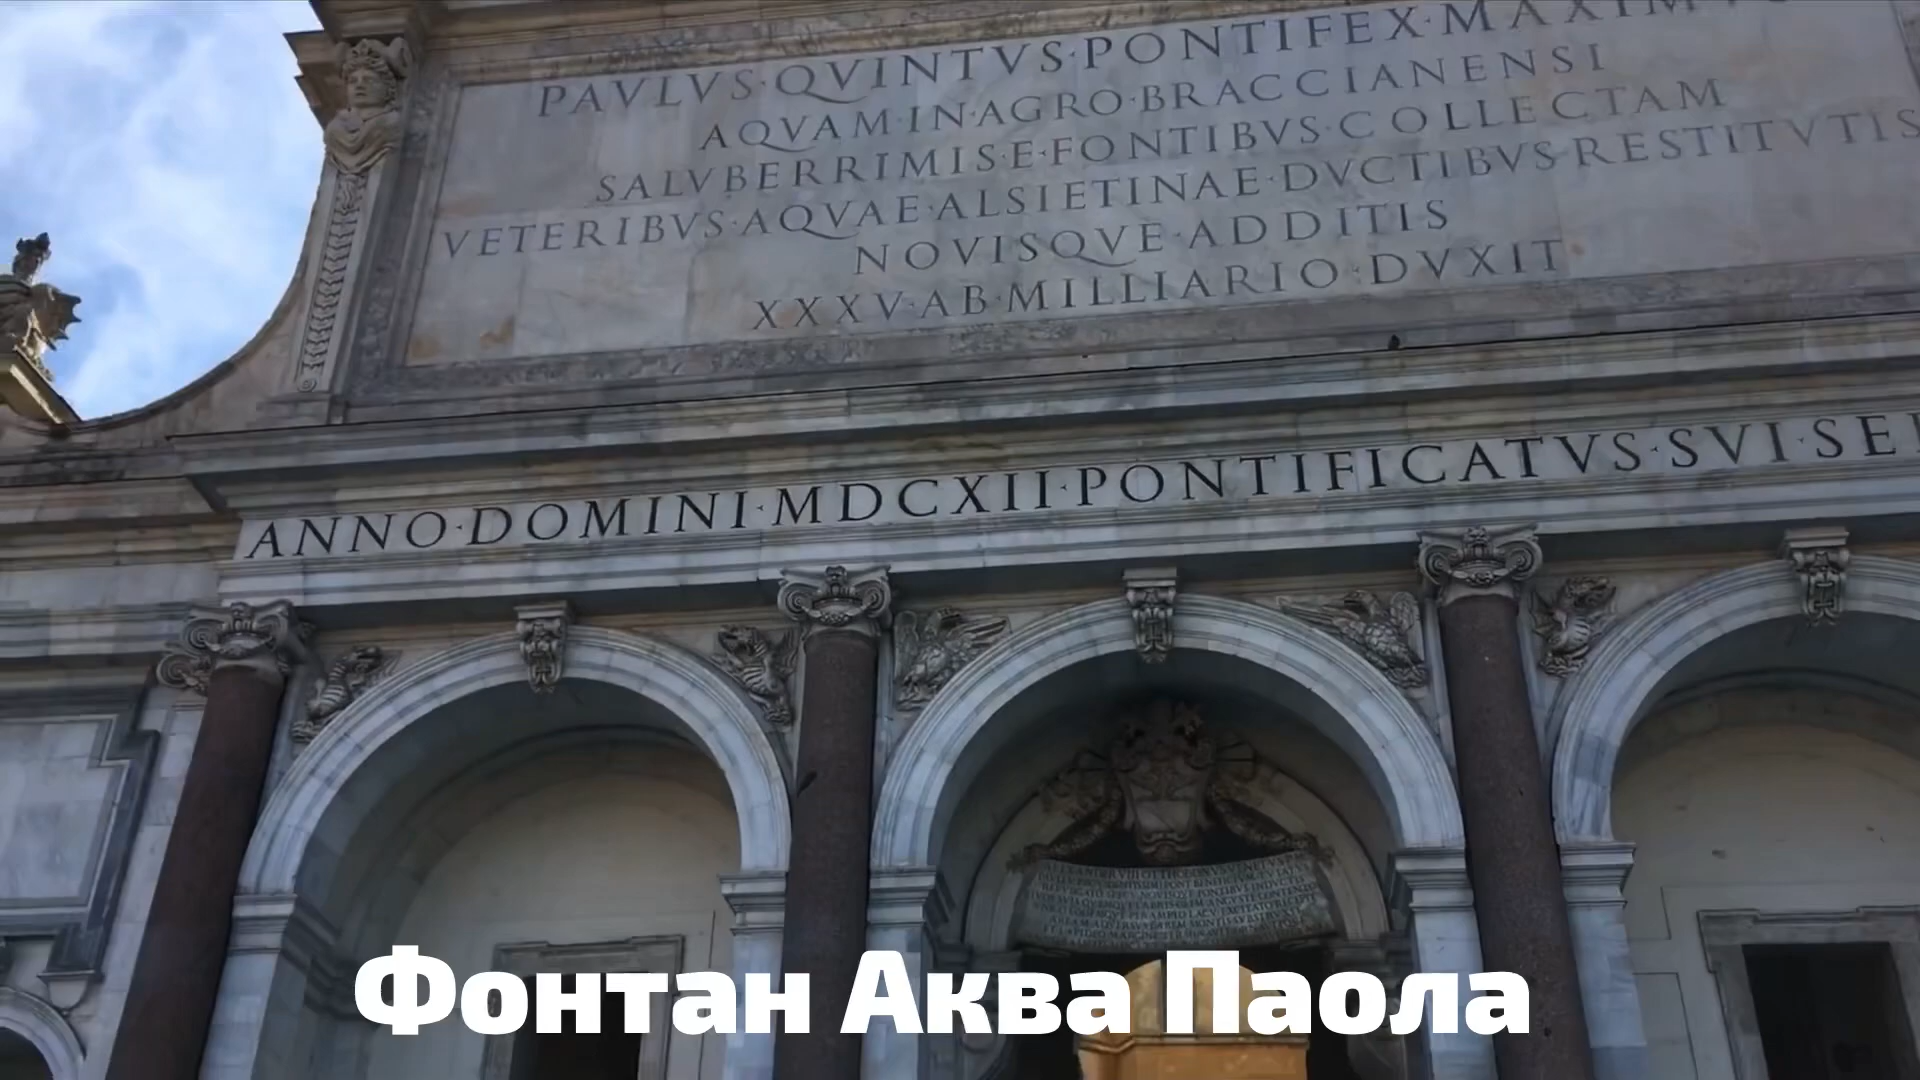 PAVLVS·QVINTVS·PONTIFEX·MAXIMVS
AQVAM·IN·AGRO·BRACCIANENSI
SALVBERRIMIS·E·FONTIBVS·COLLECTAM
VETERIBVS·AQVAE·ALSIETINAE·DVCTIBVS·RESTITVTIS
NOVISQVE·ADDITIS
XXXV·AB·MILLIARIO·DVXIT
ANNO·DOMINI·MDCXII·PONTIFICATVS·SVI·SE
Фонтан Аква Паола